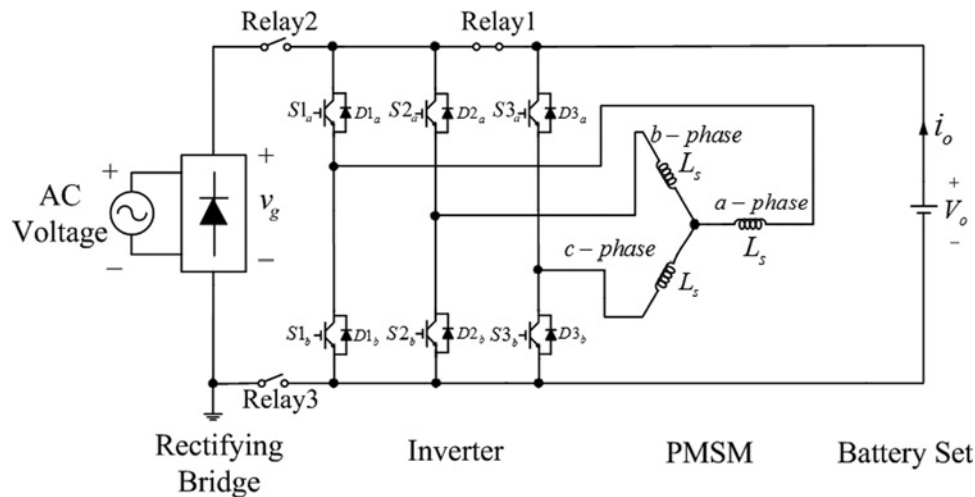 Relay2
Relay1
S1a D1a S2a D2a S3a D3a
b-phase
Ls
a-phase
Ls
c-phase
Ls
AC
Voltage
+
−
+
vg
−
io
+
Vo
−
S1b D1b S2b D2b S3b D3b
Relay3
Rectifying
Bridge
Inverter
PMSM
Battery Set